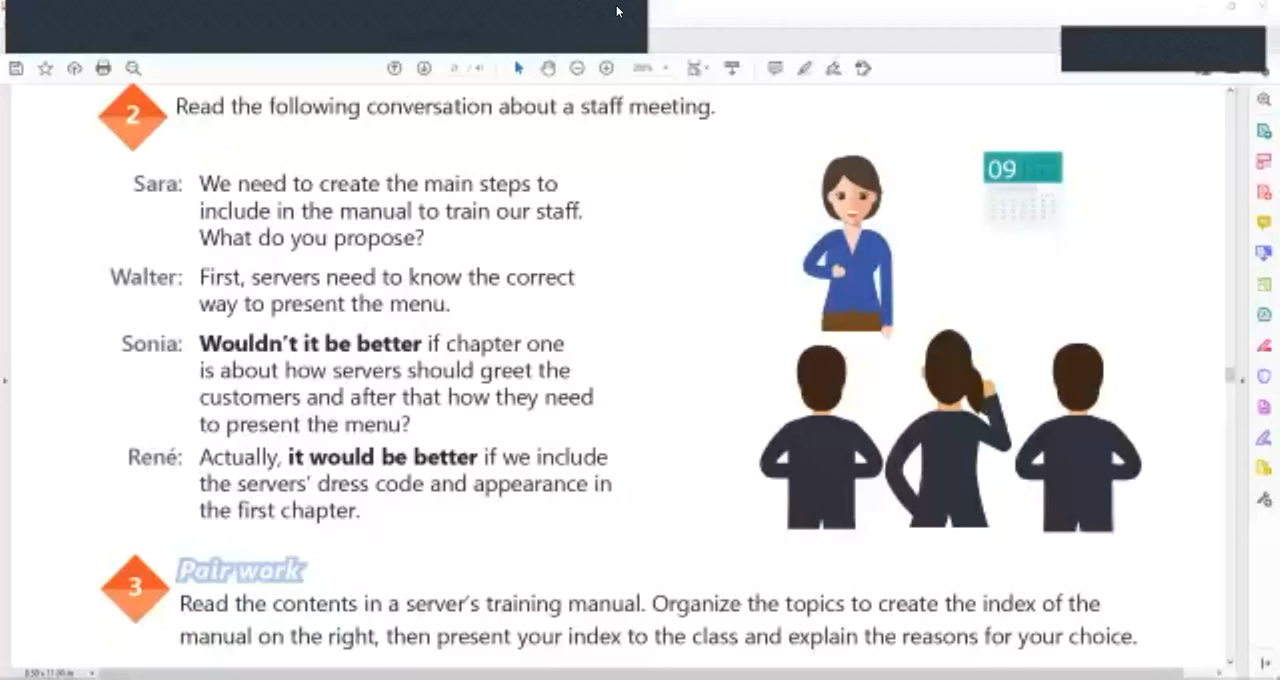 2
Read the following conversation about a staff meeting.
09
Sara: We need to create the main steps to
include in the manual to train our staff.
What do you propose?
Walter: First, servers need to know the correct
way to present the menu.
Sonia: Wouldn't it be better if chapter one
is about how servers should greet the
customers and after that how they need
to present the menu?
René: Actually, it would be better if we include
the servers' dress code and appearance in
the first chapter.
3
Pair work
Read the contents in a server's training manual. Organize the topics to create the index of the
manual on the right, then present your index to the class and explain the reasons for your choice.